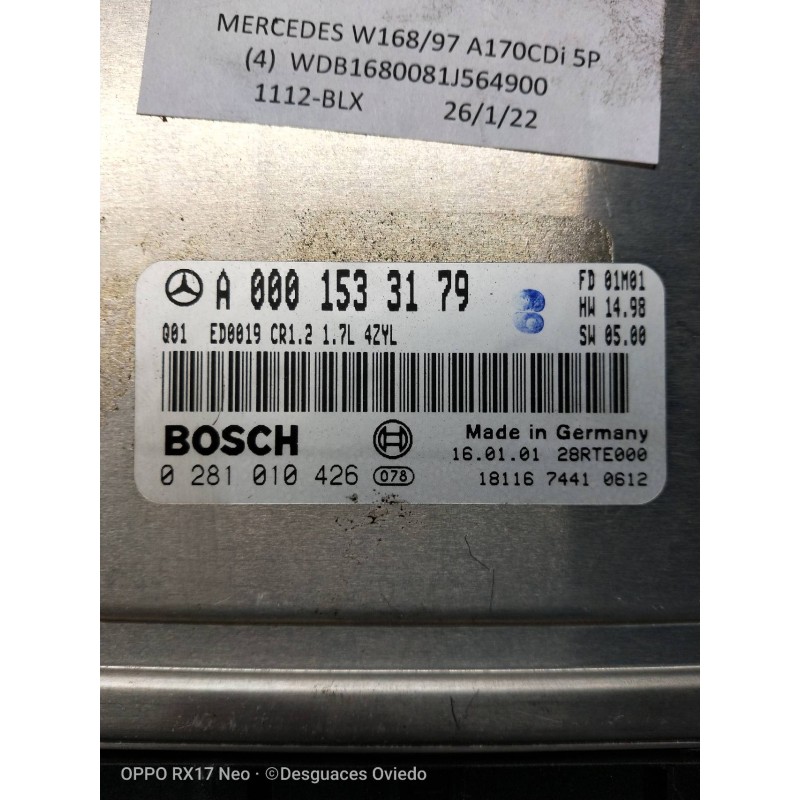 MERCEDES W168/97 A170CDi 5P
(4) WDB1680081J564900
1112-BLX 26/1/22
A 000 153 31 79
FD 01M01
HW 14.98
Q01 ED0019 CR1.2 1.7L 4ZYL
SW 05.00
BOSCH
Made in Germany
16.01.01 28RTE000
0 281 010 426 078
18116 7441 0612
OPPO RX17 Neo · ©Desguaces Oviedo